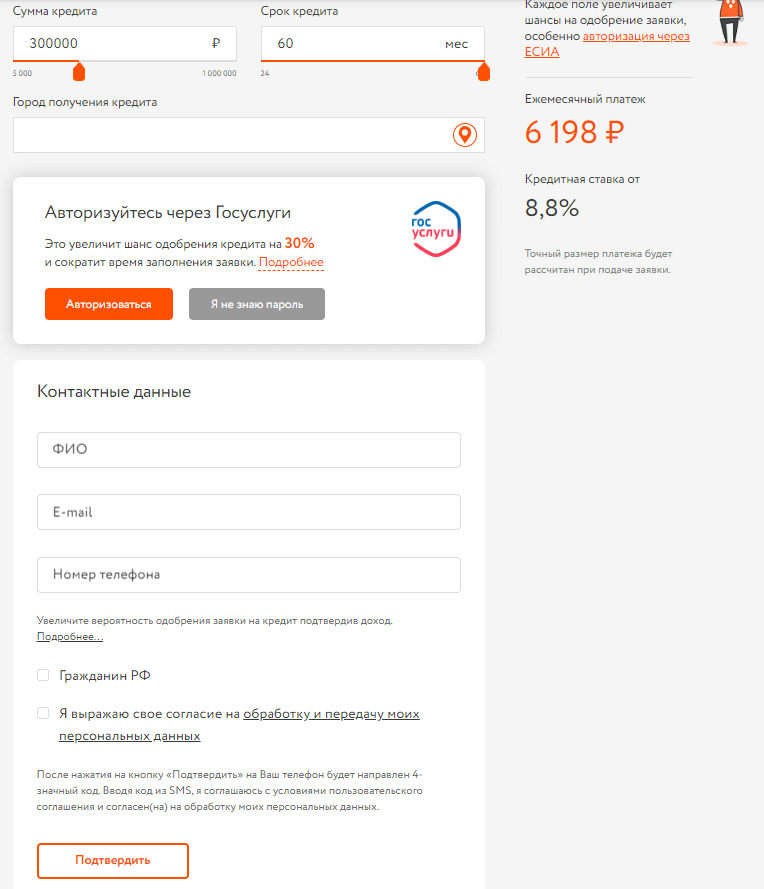 Сумма кредита
300000 ₽
5 000 1 000 000
Срок кредита
60 мес
24
Город получения кредита
Авторизуйтесь через Госуслуги
Это увеличит шанс одобрения кредита на 30%
и сократит время заполнения заявки. Подробнее
гос
услуги
Авторизоваться
Я не знаю пароль
Контактные данные
ФИО
E-mail
Номер телефона
Увеличите вероятность одобрения заявки на кредит подтвердив доход.
Подробнее...
Гражданин РФ
Я выражаю свое согласие на обработку и передачу моих
персональных данных
После нажатия на кнопку «Подтвердить» на Ваш телефон будет направлен 4-
значный код. Вводя код из SMS, я соглашаюсь с условиями пользовательского
соглашения и согласен(на) на обработку моих персональных данных.
Подтвердить
Каждое поле увеличивает
шансы на одобрение заявки,
особенно авторизация через
ЕСИА
Ежемесячный платеж
6 198 ₽
Кредитная ставка от
8,8%
Точный размер платежа будет
рассчитан при подаче заявки.